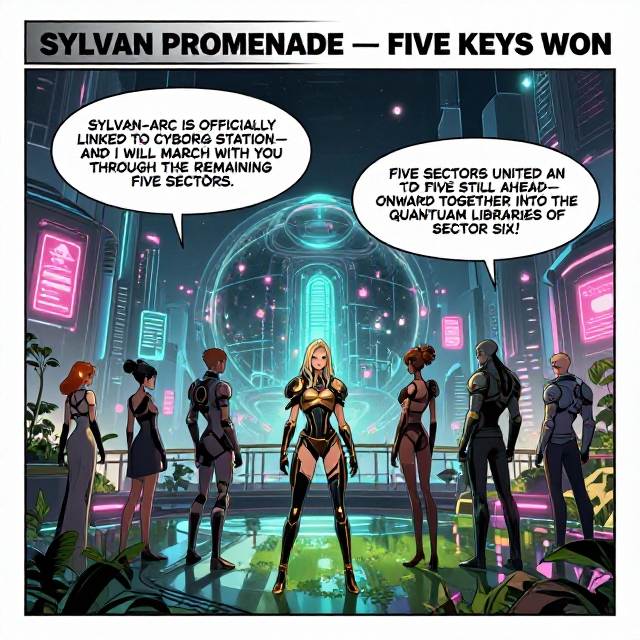 SYLVAN PROMENADE — FIVE KEYS WON
SYLVAN-ARC IS OFFICIALLY
LINKED TO CYBORG STATION—
AND I WILL MARCH WITH YOU
THROUGH THE REMAINING
FIVE SECTORS.
FIVE SECTORS UNITED AN
TO FIVE STILL AHEAD—
ONWARD TOGETHER INTO THE
QUANTUAM LIBRARIES OF
SECTOR SIX!